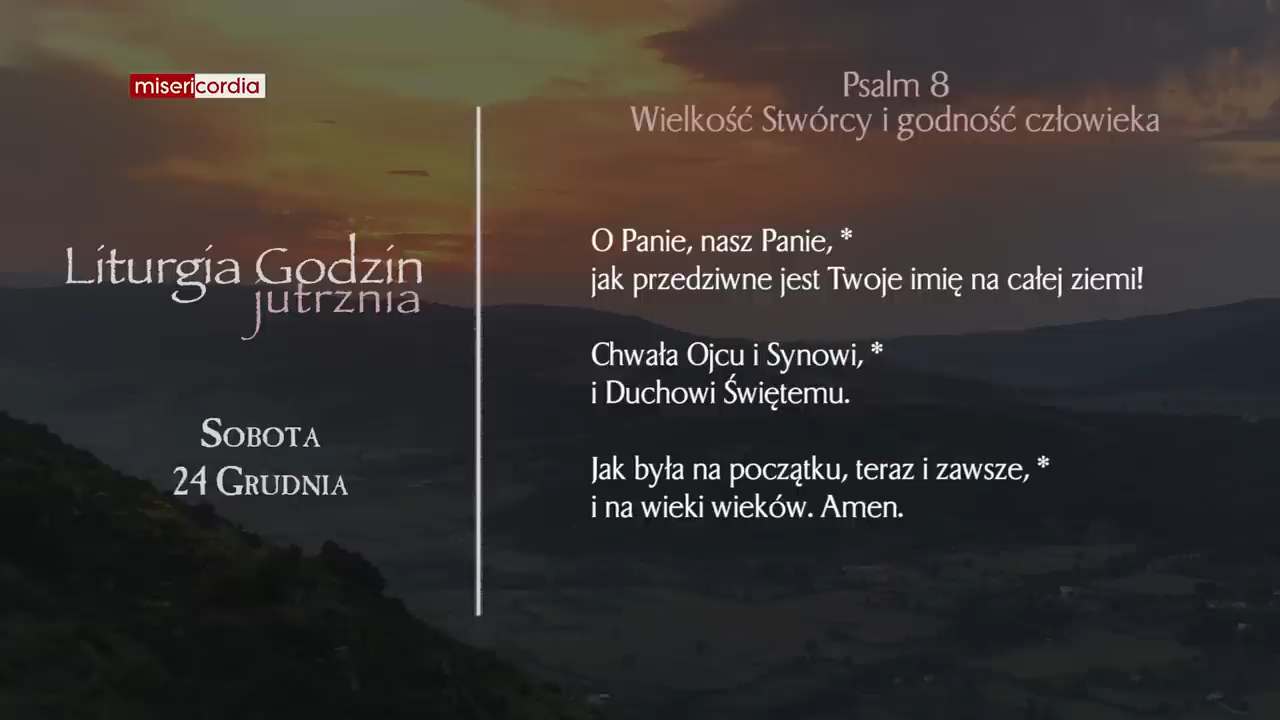 misericordia
Liturgia Godzin
jutrznia
Sobota
24 Grudnia
Psalm 8
Wielkość Stwórcy i godność człowieka
O Panie, nasz Panie, *
jak przedziwne jest Twoje imię na całej ziemi!
Chwała Ojcu i Synowi, *
i Duchowi Świętemu.
Jak była na początku, teraz i zawsze, *
i na wieki wieków. Amen.